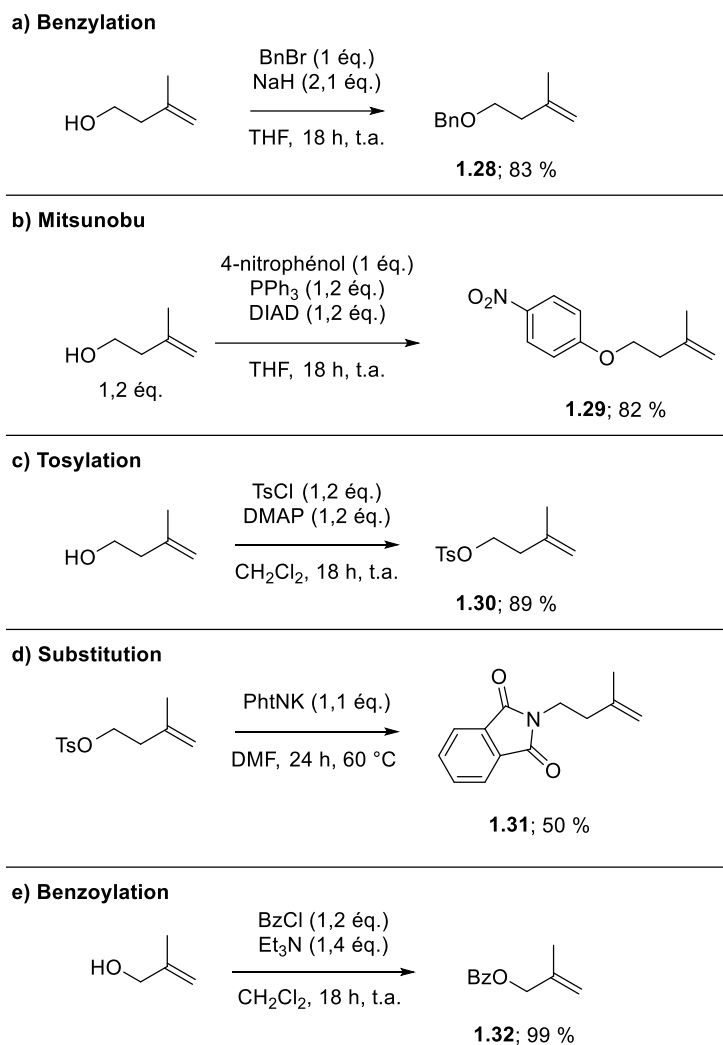 a) Benzylation
BnBr (1 éq.)
NaH (2,1 éq.)
HO
THF, 18 h, t.a.
BnO
1.28; 83 %
b) Mitsunobu
4-nitrophénol (1 éq.)
PPh3 (1,2 éq.)
DIAD (1,2 éq.)
HO
1,2 éq.
THF, 18 h, t.a.
O2N
O
1.29; 82 %
c) Tosylation
TsCl (1,2 éq.)
DMAP (1,2 éq.)
HO
CH2Cl2, 18 h, t.a.
TsO
1.30; 89 %
d) Substitution
PhtNK (1,1 éq.)
TsO
DMF, 24 h, 60 °C
O
N
O
1.31; 50 %
e) Benzoylation
BzCl (1,2 éq.)
Et3N (1,4 éq.)
HO
CH2Cl2, 18 h, t.a.
BzO
1.32; 99 %